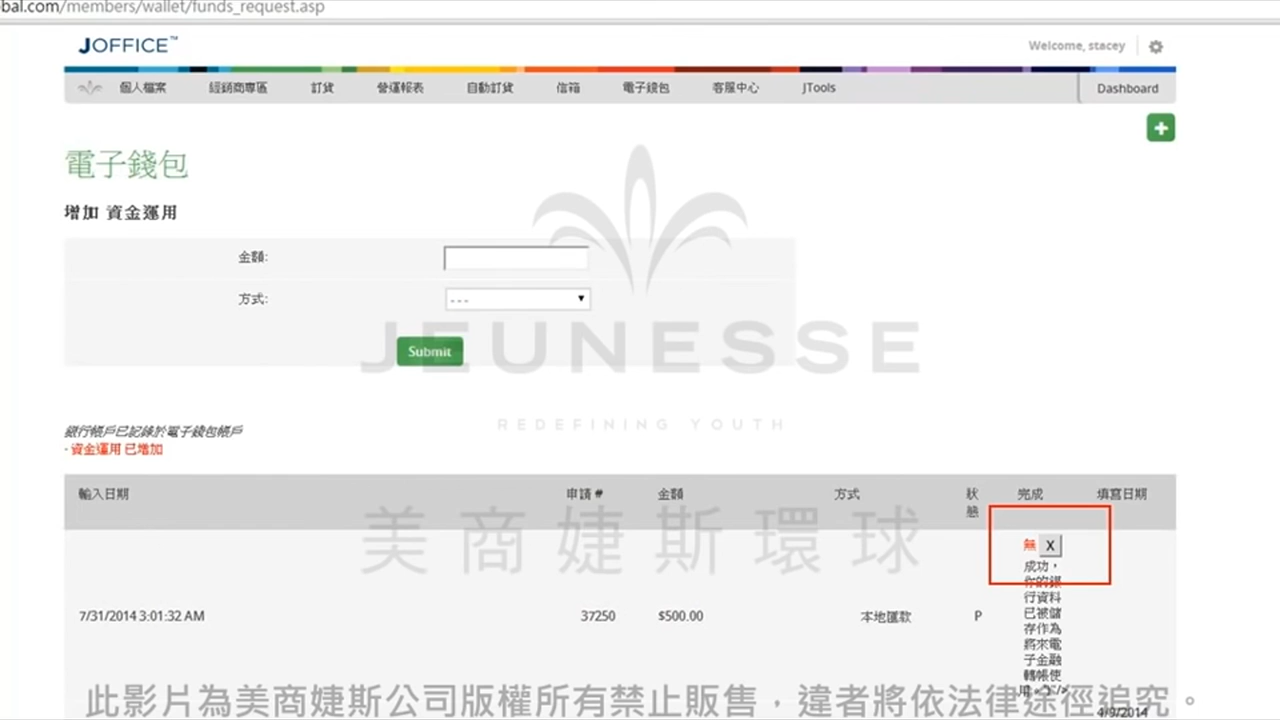 bal.com/members/wallet/funds_request.asp
JOFFICE™
Welcome, stacey
個人檔案 經銷商專區 訂貨 營運報表 自動訂貨 信箱 電子錢包 客服中心 JTools Dashboard
電子錢包
增加 資金運用
金額:
方式:
---
Submit
JEUNESSE
REDEFINING YOUTH
銀行帳戶已記錄於電子錢包帳戶
- 資金運用 已增加
輸入日期 申請 # 金額 方式 狀態 完成 填寫日期
美商婕斯環球
無 X
成功，
你的銀
行資料
已被儲
存作為
將來電
子金融
轉帳使
用。")"/>
7/31/2014 3:01:32 AM 37250 $500.00 本地匯款 P
4/9/2014
此影片為美商婕斯公司版權所有禁止販售，違者將依法律途徑追究。